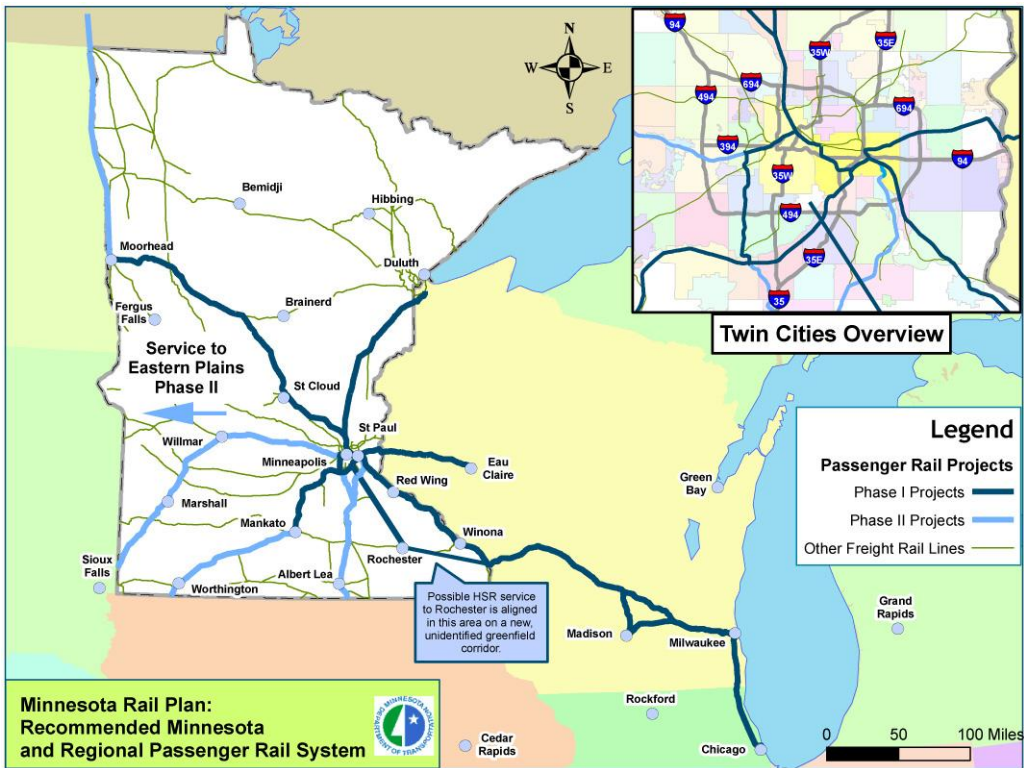 N
W E
S
94
35W
35E
694
494
694
394
94
35W
494
35E
35
Twin Cities Overview
Bemidji
Hibbing
Moorhead
Duluth
Fergus
Falls
Brainerd
Service to
Eastern Plains
Phase II
St Cloud
St Paul
Willmar
Minneapolis
Eau
Claire
Red Wing
Green
Bay
Marshall
Mankato
Winona
Sioux
Falls
Rochester
Albert Lea
Worthington
Possible HSR service
to Rochester is aligned
in this area on a new,
unidentified greenfield
corridor.
Madison
Milwaukee
Grand
Rapids
Rockford
Cedar
Rapids
Chicago
Legend
Passenger Rail Projects
Phase I Projects
Phase II Projects
Other Freight Rail Lines
Minnesota Rail Plan:
Recommended Minnesota
and Regional Passenger Rail System
MINNESOTA
DEPARTMENT OF TRANSPORTATION
0 50 100 Miles